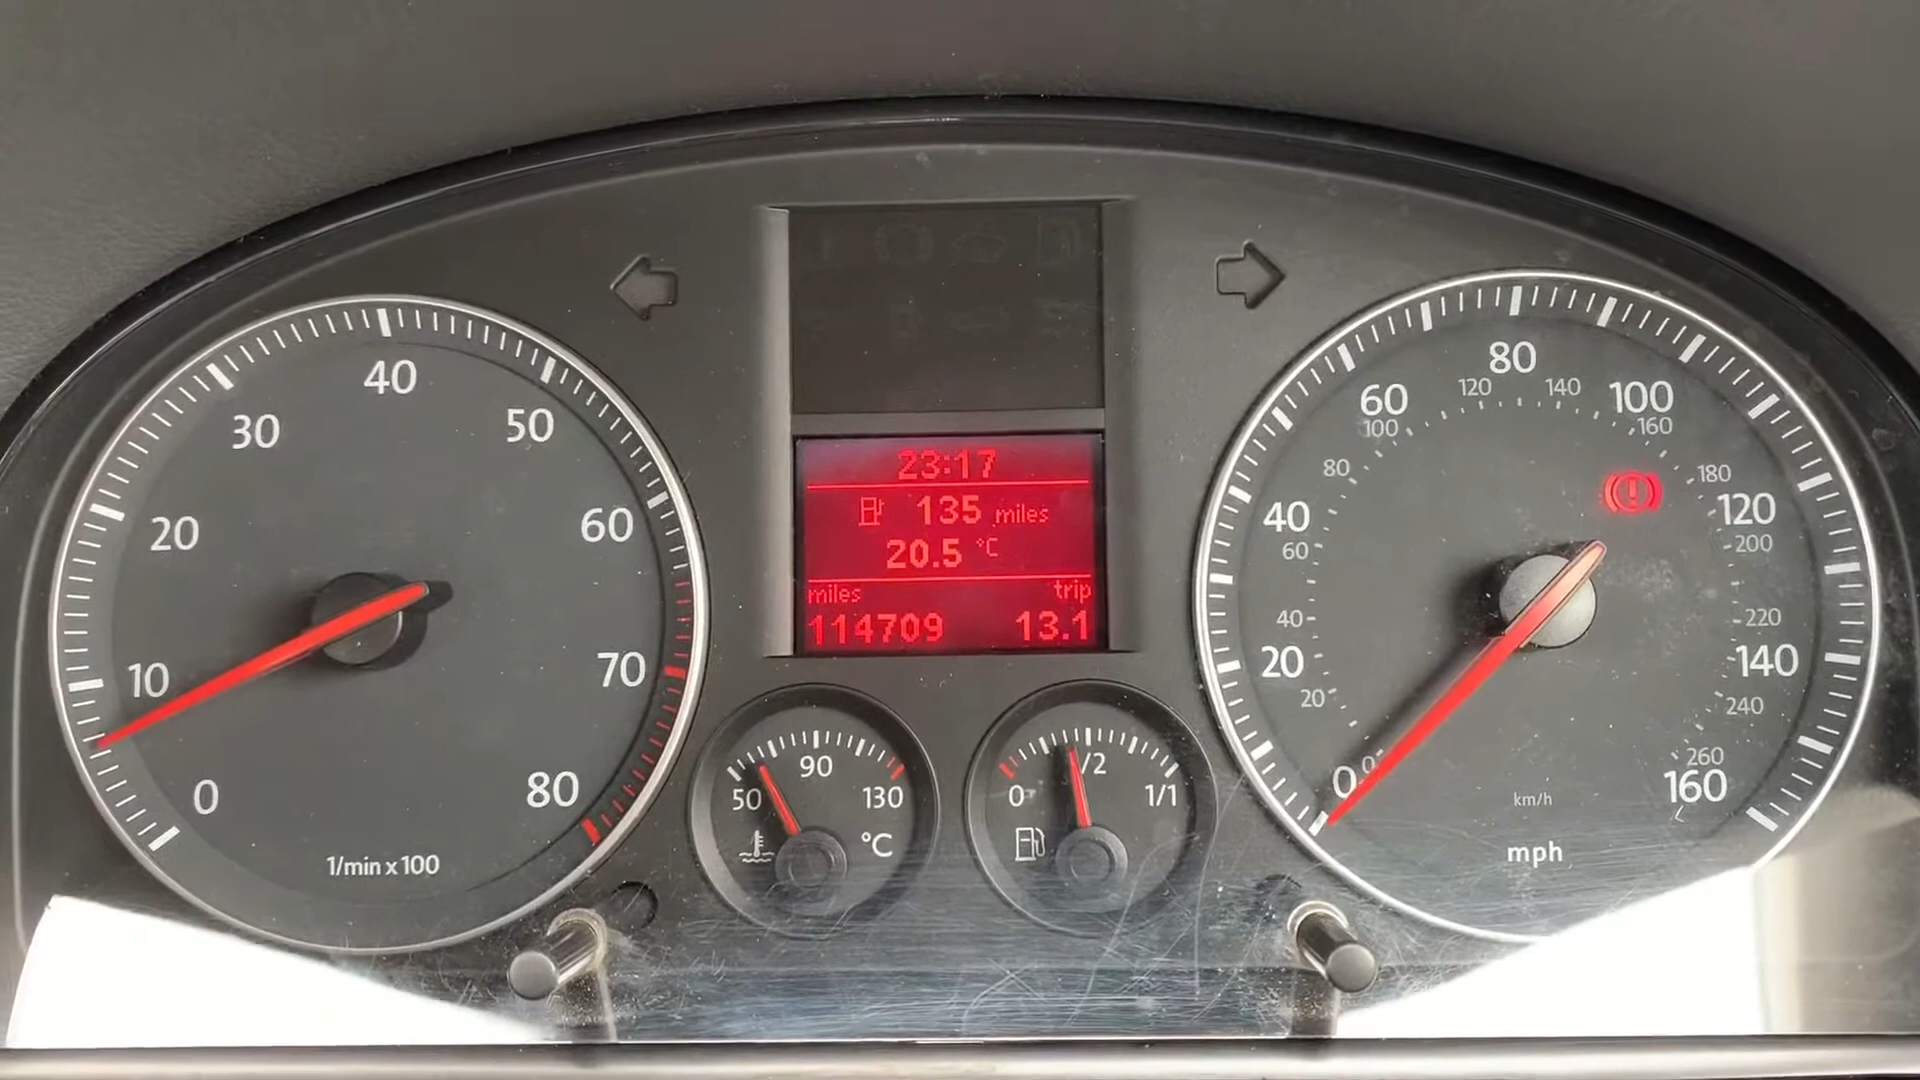 23:17
135 miles
20.5 °C
miles trip
114709 13.1
0 10 20 30 40 50 60 70 80
1/min x 100
50 90 130
°C
0 1/2 1/1
0 20 40 60 80 100 120 140 160
20 40 60 80 100 120 140 160 180 200 220 240 260
km/h
mph